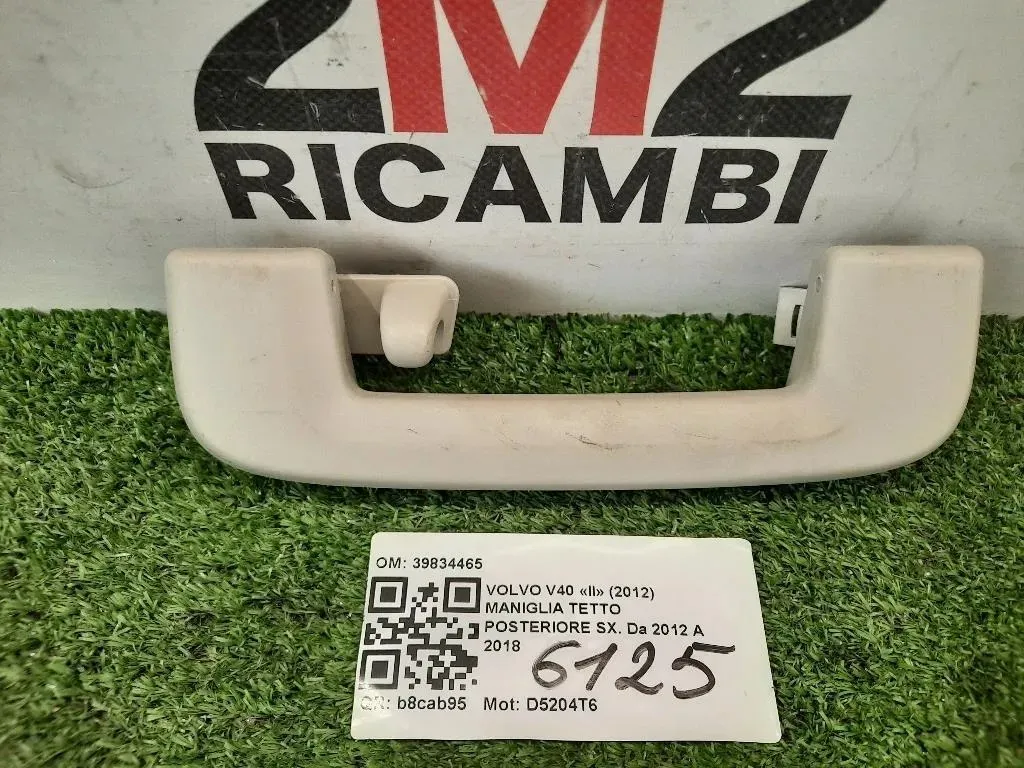 2M2
RICAMBI
OM: 39834465
VOLVO V40 «II» (2012)
MANIGLIA TETTO
POSTERIORE SX. Da 2012 A
2018
6125
QR: b8cab95 Mot: D5204T6